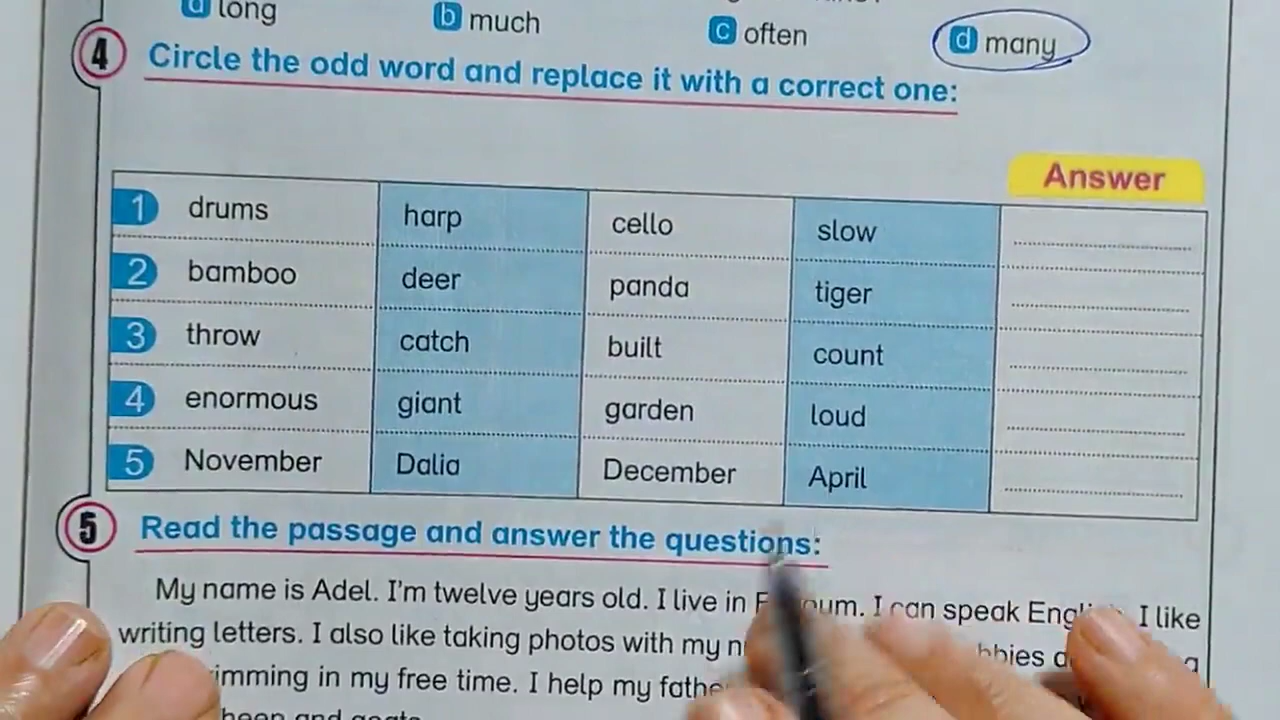 d long b much c often d many
4 Circle the odd word and replace it with a correct one:
Answer
1 drums harp cello slow
2 bamboo deer panda tiger
3 throw catch built count
4 enormous giant garden loud
5 November Dalia December April
5 Read the passage and answer the questions:
My name is Adel. I'm twelve years old. I live in I can speak I like
writing letters. I also like taking photos with my
in my free time. I help my
and goats